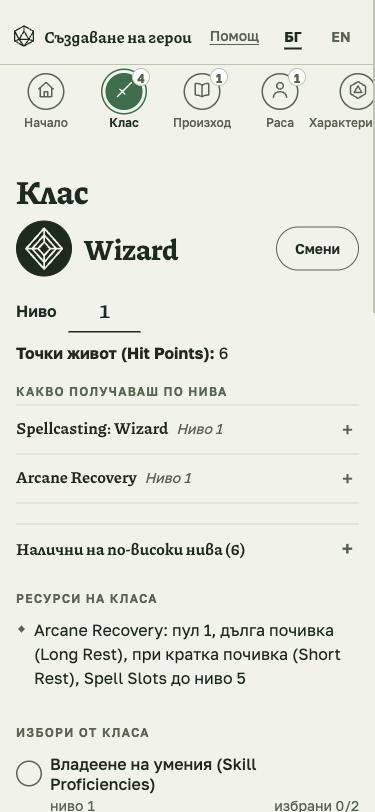 Създаване на герои Помощ БГ EN
4 1 1
Начало Клас Произход Раса Характери
Клас
Wizard Смени
Ниво 1
Точки живот (Hit Points): 6
КАКВО ПОЛУЧАВАШ ПО НИВА
Spellcasting: Wizard Ниво 1 +
Arcane Recovery Ниво 1 +
Налични на по-високи нива (6) +
РЕСУРСИ НА КЛАСА
Arcane Recovery: пул 1, дълга почивка
(Long Rest), при кратка почивка (Short
Rest), Spell Slots до ниво 5
ИЗБОРИ ОТ КЛАСА
Владеене на умения (Skill
Proficiencies)
ниво 1 избрани 0/2